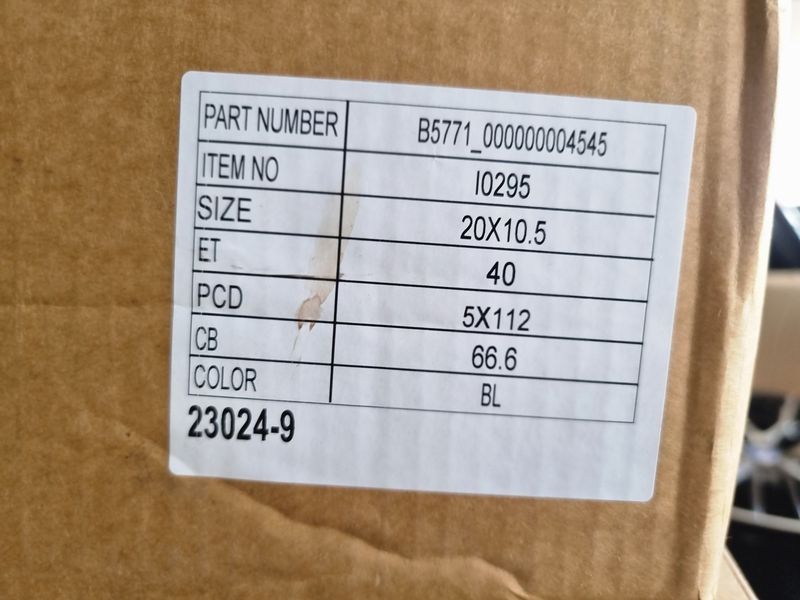 PART NUMBER B5771_000000004545
ITEM NO I0295
SIZE 20X10.5
ET 40
PCD 5X112
CB 66.6
COLOR BL
23024-9